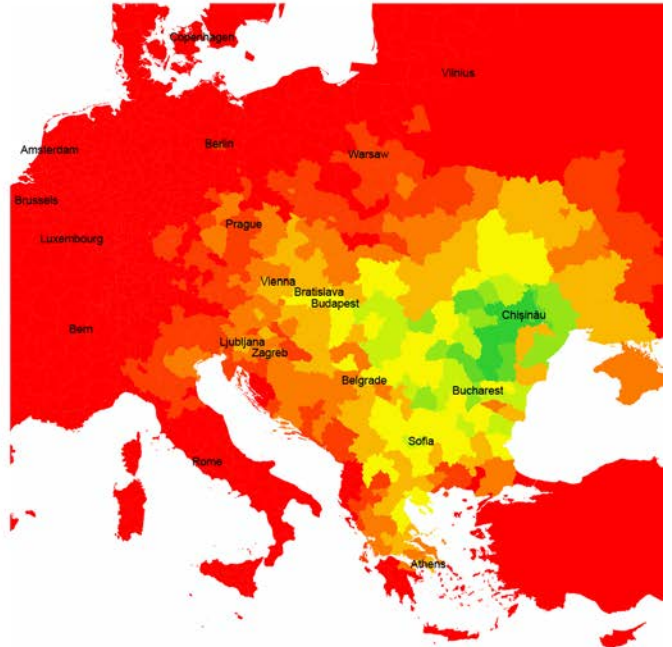 Copenhagen
Vilnius
Amsterdam
Berlin
Warsaw
Brussels
Prague
Luxembourg
Vienna
Bratislava
Budapest
Chişinău
Bern
Ljubljana
Zagreb
Belgrade
Bucharest
Sofia
Rome
Athens